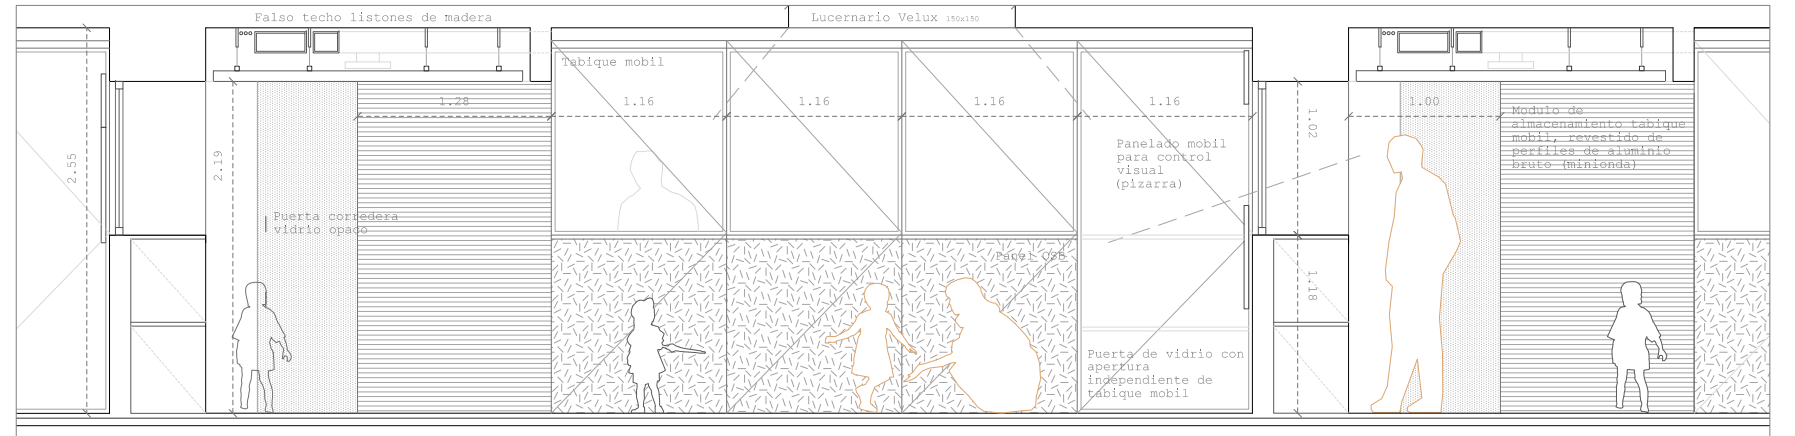 Falso techo listones de madera
Lucernario Velux 150x150
Tabique mobil
1.28
1.16
1.16
1.16
1.16
1.00
1.02
Modulo de
almacenamiento tabique
mobil, revestido de
perfiles de aluminio
bruto (minionda)
Panelado mobil
para control
visual
(pizarra)
2.55
2.19
Puerta corredera
vidrio opaco
Panel OSB
1.18
Puerta de vidrio con
apertura
independiente de
tabique mobil